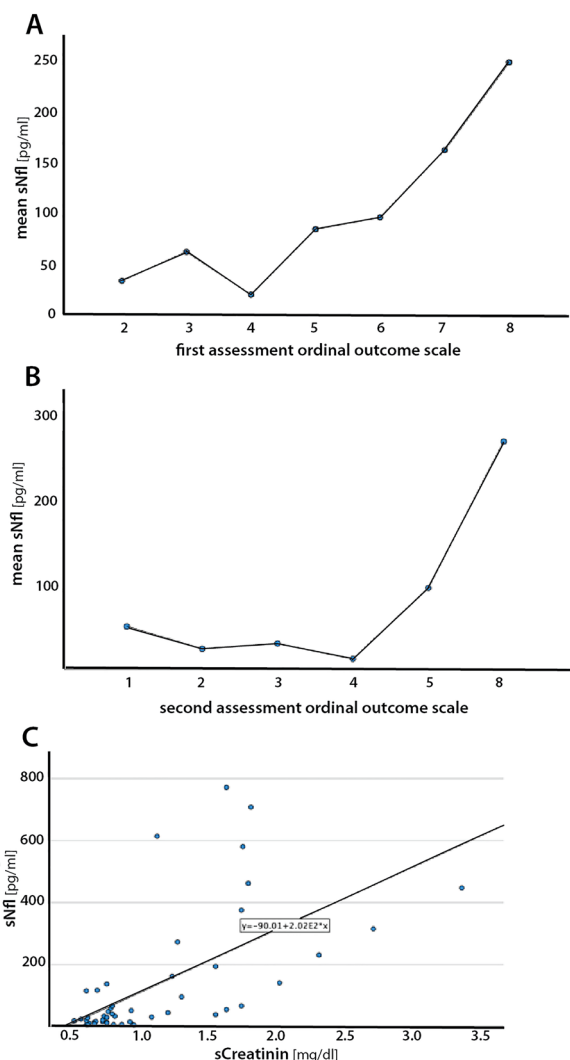 A
mean sNfl [pg/ml]
250
200
150
100
50
0
2 3 4 5 6 7 8
first assessment ordinal outcome scale
B
mean sNfl [pg/ml]
300
200
100
1 2 3 4 5 8
second assessment ordinal outcome scale
C
sNfl [pg/ml]
800
600
400
200
y=-90.01+2.02E2*x
0.5 1.0 1.5 2.0 2.5 3.0 3.5
sCreatinin [mg/dl]